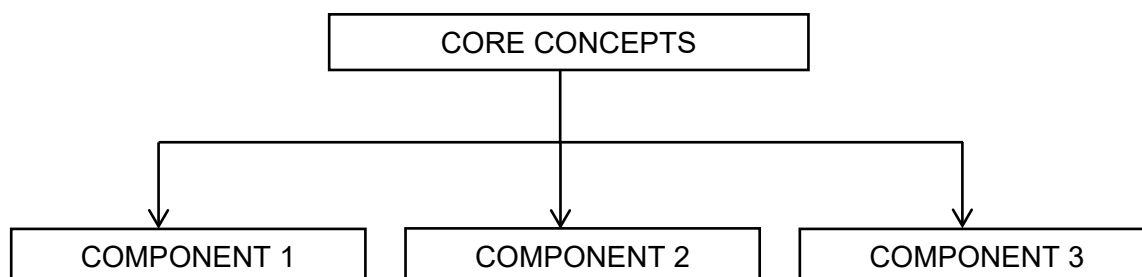 CORE CONCEPTS
COMPONENT 1
COMPONENT 2
COMPONENT 3